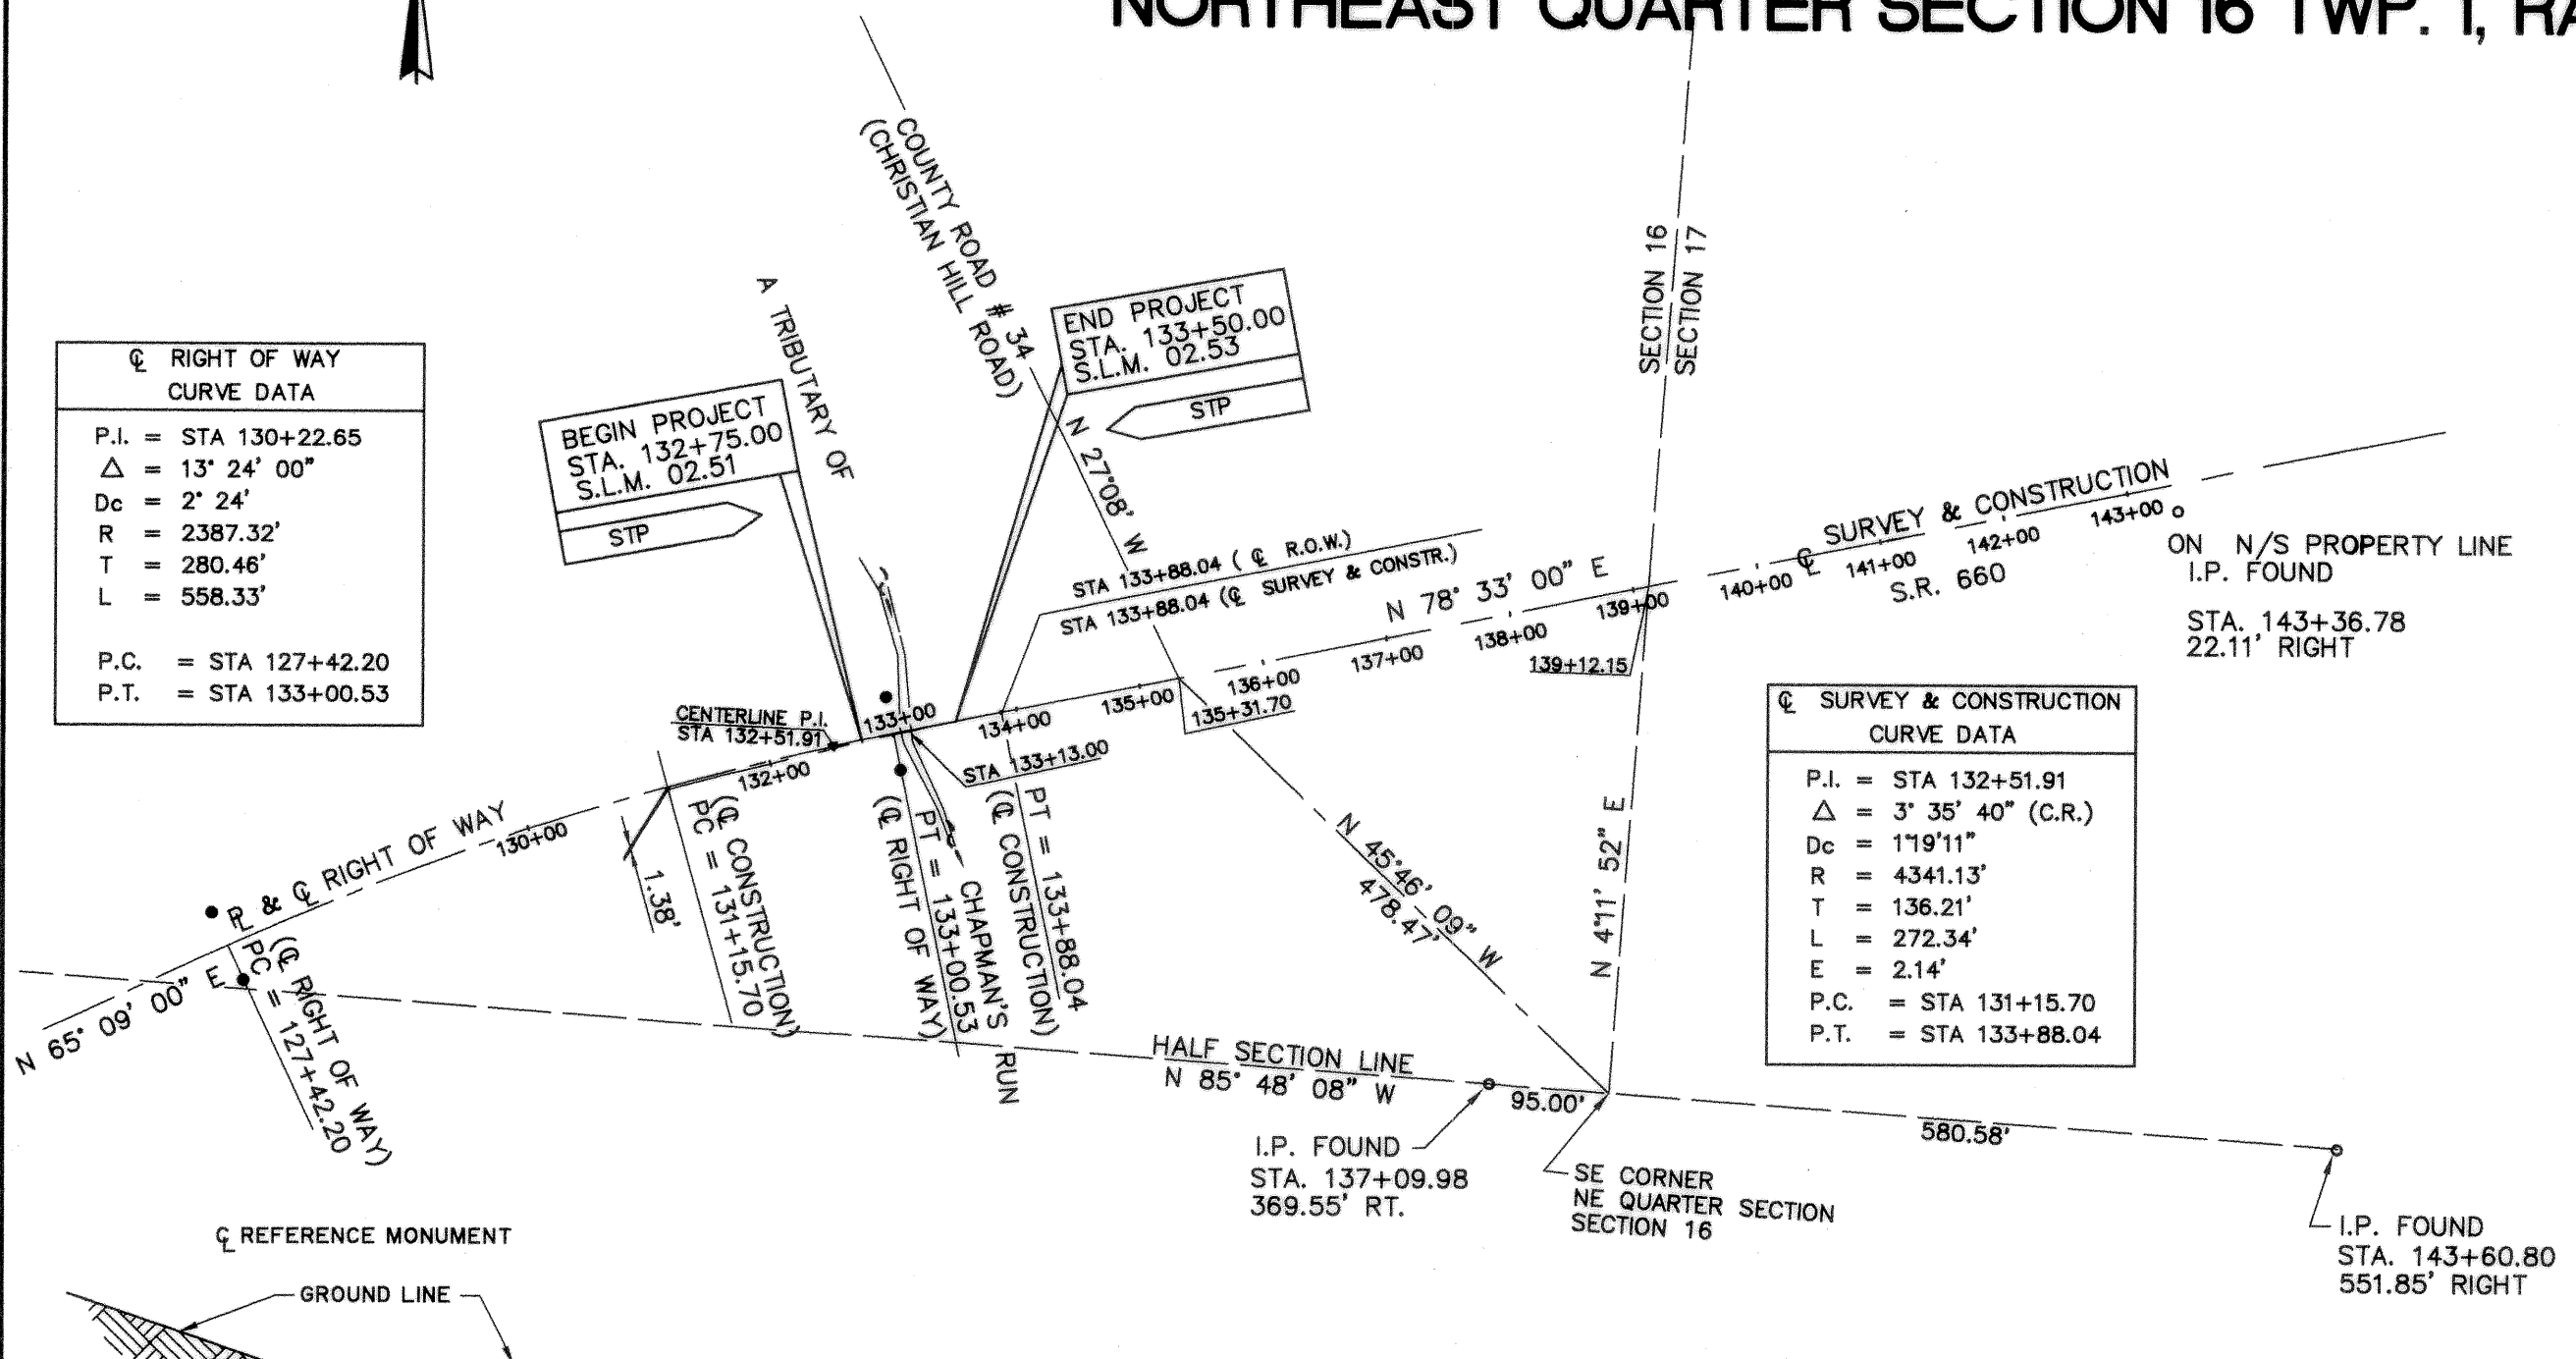 NORTHEAST QUARTER SECTION 16 TWP. 1, RA
COUNTY ROAD # 34
(CHRISTIAN HILL ROAD)
A TRIBUTARY OF
SECTION 16
SECTION 17
END PROJECT
STA. 133+50.00
S.L.M. 02.53
STP
BEGIN PROJECT
STA. 132+75.00
S.L.M. 02.51
STP
N 27°08' W
℄ RIGHT OF WAY
CURVE DATA
P.I. = STA 130+22.65
△ = 13° 24' 00"
Dc = 2° 24'
R = 2387.32'
T = 280.46'
L = 558.33'
P.C. = STA 127+42.20
P.T. = STA 133+00.53
STA 133+88.04 ( ℄ R.O.W.)
STA 133+88.04 (℄ SURVEY & CONSTR.)
N 78° 33' 00" E
℄ SURVEY & CONSTRUCTION
S.R. 660
130+00
132+00
133+00
134+00
135+00
136+00
137+00
138+00
139+00
140+00
141+00
142+00
143+00
139+12.15
135+31.70
ON N/S PROPERTY LINE
I.P. FOUND
STA. 143+36.78
22.11' RIGHT
CENTERLINE P.I.
STA 132+51.91
STA 133+13.00
℄ SURVEY & CONSTRUCTION
CURVE DATA
P.I. = STA 132+51.91
△ = 3° 35' 40" (C.R.)
Dc = 1°19'11"
R = 4341.13'
T = 136.21'
L = 272.34'
E = 2.14'
P.C. = STA 131+15.70
P.T. = STA 133+88.04
PL & ℄ RIGHT OF WAY
N 65° 09' 00" E
(℄ RIGHT OF WAY)
PC = 127+42.20
1.38'
(℄ CONSTRUCTION)
PC = 131+15.70
PT = 133+00.53
(℄ RIGHT OF WAY)
CHAPMAN'S RUN
PT = 133+88.04
(℄ CONSTRUCTION)
N 45°46' 09" W
478.47'
N 4°11' 52" E
HALF SECTION LINE
N 85° 48' 08" W
95.00'
580.58'
I.P. FOUND
STA. 137+09.98
369.55' RT.
SE CORNER
NE QUARTER SECTION
SECTION 16
I.P. FOUND
STA. 143+60.80
551.85' RIGHT
℄ REFERENCE MONUMENT
GROUND LINE